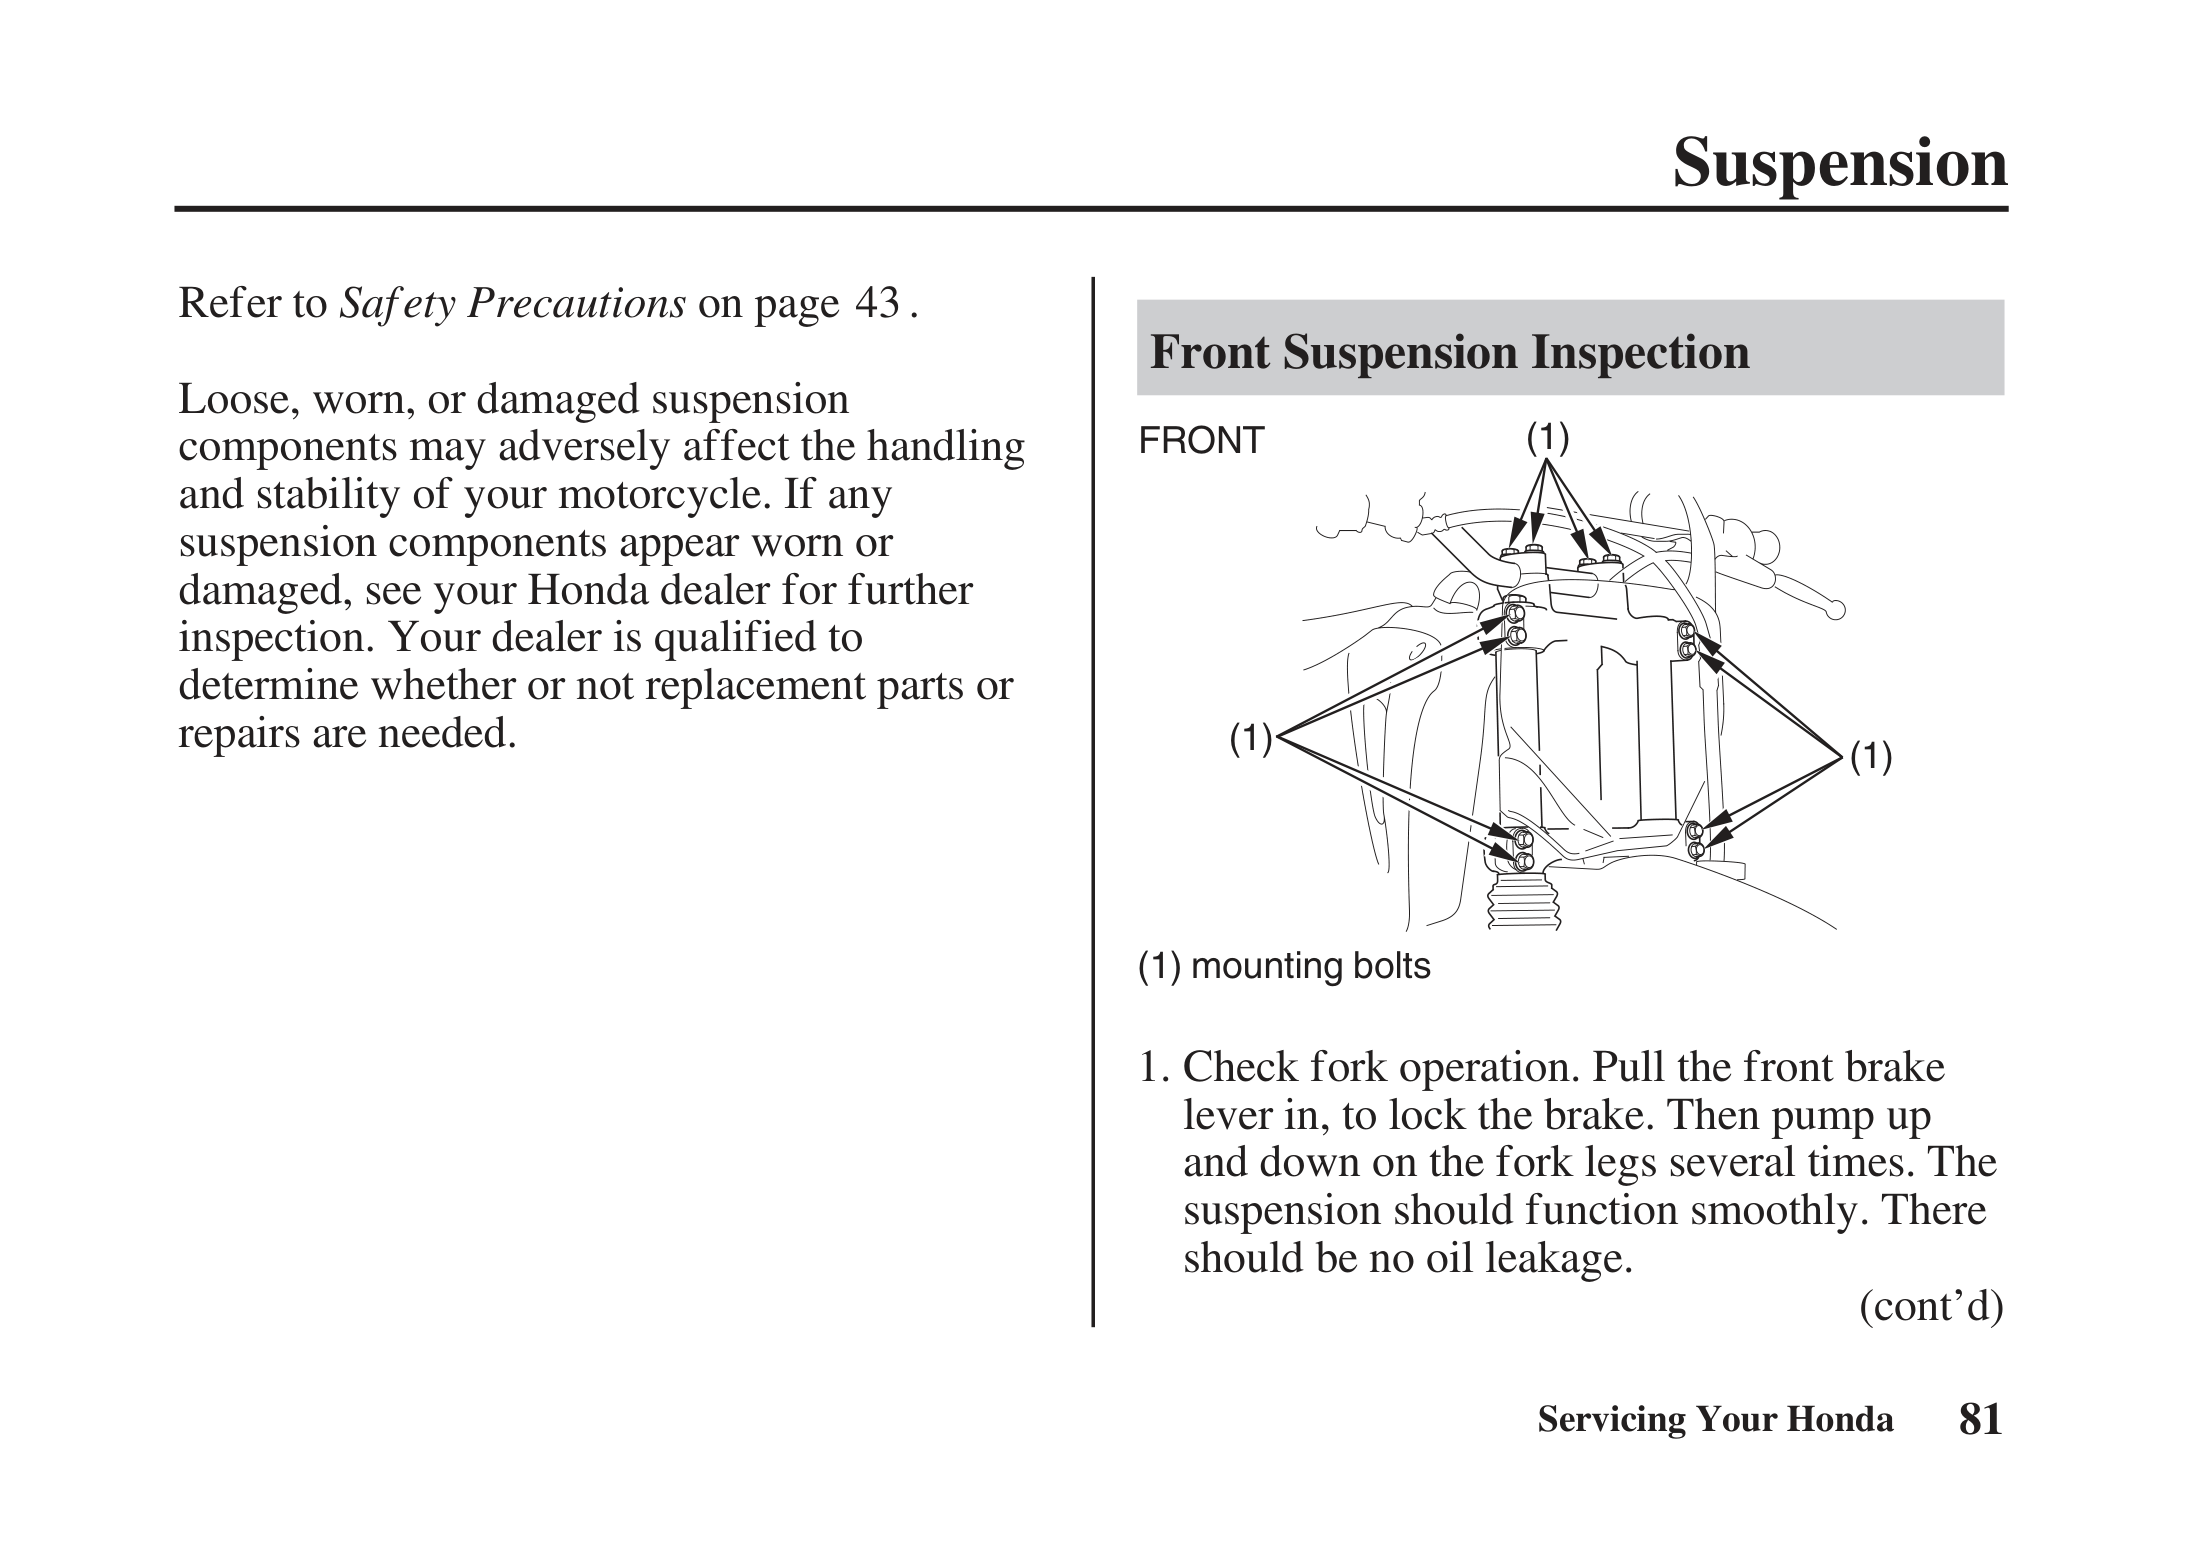 Suspension
Refer to Safety Precautions on page 43 .
Loose, worn, or damaged suspension
components may adversely affect the handling
and stability of your motorcycle. If any
suspension components appear worn or
damaged, see your Honda dealer for further
inspection. Your dealer is qualified to
determine whether or not replacement parts or
repairs are needed.
Front Suspension Inspection
FRONT
(1)
(1)
(1)
(1) mounting bolts
1. Check fork operation. Pull the front brake
lever in, to lock the brake. Then pump up
and down on the fork legs several times. The
suspension should function smoothly. There
should be no oil leakage.
(cont’d)
Servicing Your Honda 81